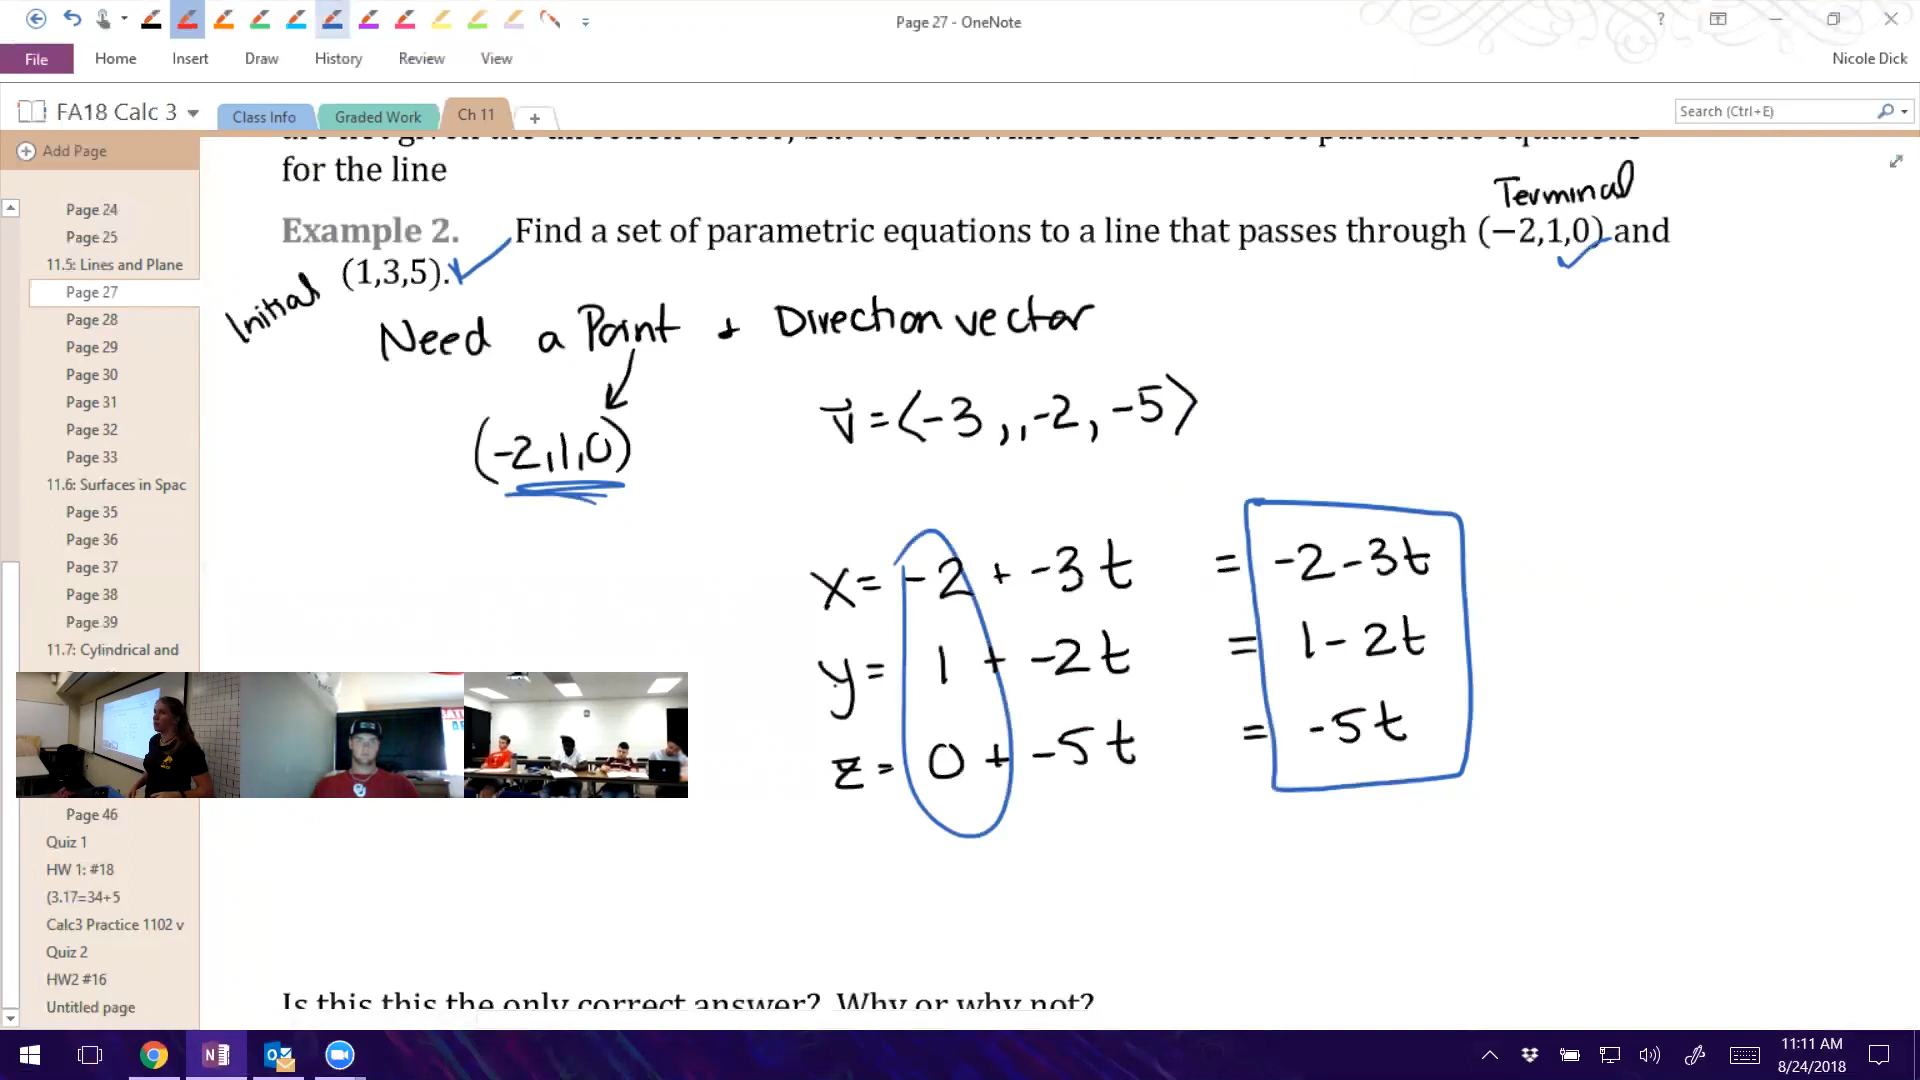 Page 27 - OneNote
?
File
Home
Insert
Draw
History
Review
View
Nicole Dick
FA18 Calc 3
Class Info
Graded Work
Ch 11
+
Search (Ctrl+E)
Add Page
Page 24
Page 25
11.5: Lines and Plane
Page 27
Page 28
Page 29
Page 30
Page 31
Page 32
Page 33
11.6: Surfaces in Spac
Page 35
Page 36
Page 37
Page 38
Page 39
11.7: Cylindrical and
Page 46
Quiz 1
HW 1: #18
(3.17=34+5
Calc3 Practice 1102 v
Quiz 2
HW2 #16
Untitled page
for the line
Terminal
Example 2. Find a set of parametric equations to a line that passes through (−2,1,0) and
(1,3,5).
Initial
Need a Point + Direction vector
(-2,1,0)
v = ⟨-3,, -2, -5⟩
x = -2 + -3t = -2-3t
y = 1 + -2t = 1-2t
z = 0 + -5t = -5t
Is this this the only correct answer? Why or why not?
11:11 AM
8/24/2018